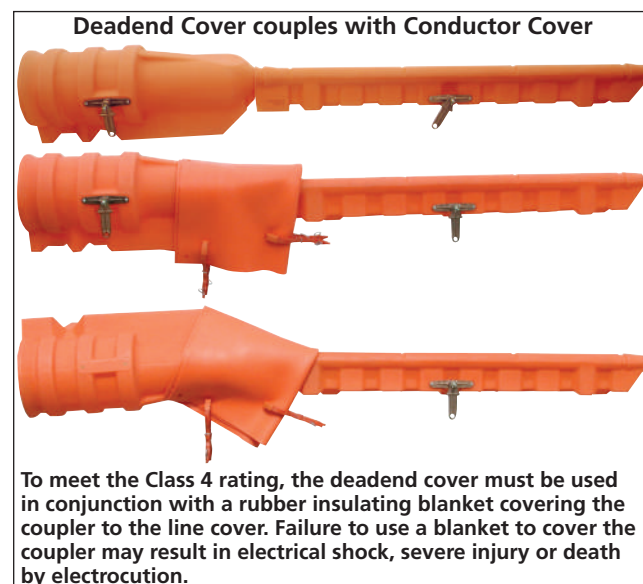 Deadend Cover couples with Conductor Cover
To meet the Class 4 rating, the deadend cover must be used
in conjunction with a rubber insulating blanket covering the
coupler to the line cover. Failure to use a blanket to cover the
coupler may result in electrical shock, severe injury or death
by electrocution.